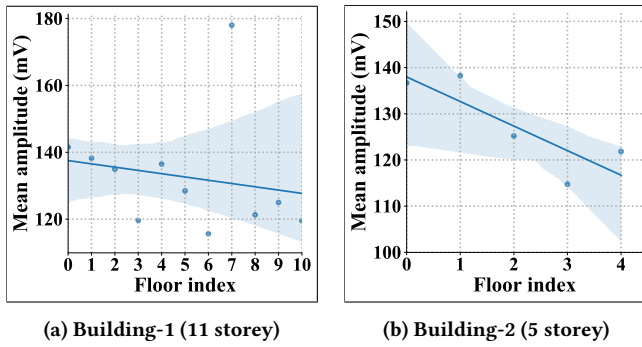 180
160
140
120
Mean amplitude (mV)
0 1 2 3 4 5 6 7 8 9 10
Floor index
(a) Building-1 (11 storey)
150
140
130
120
110
100
Mean amplitude (mV)
0 1 2 3 4
Floor index
(b) Building-2 (5 storey)